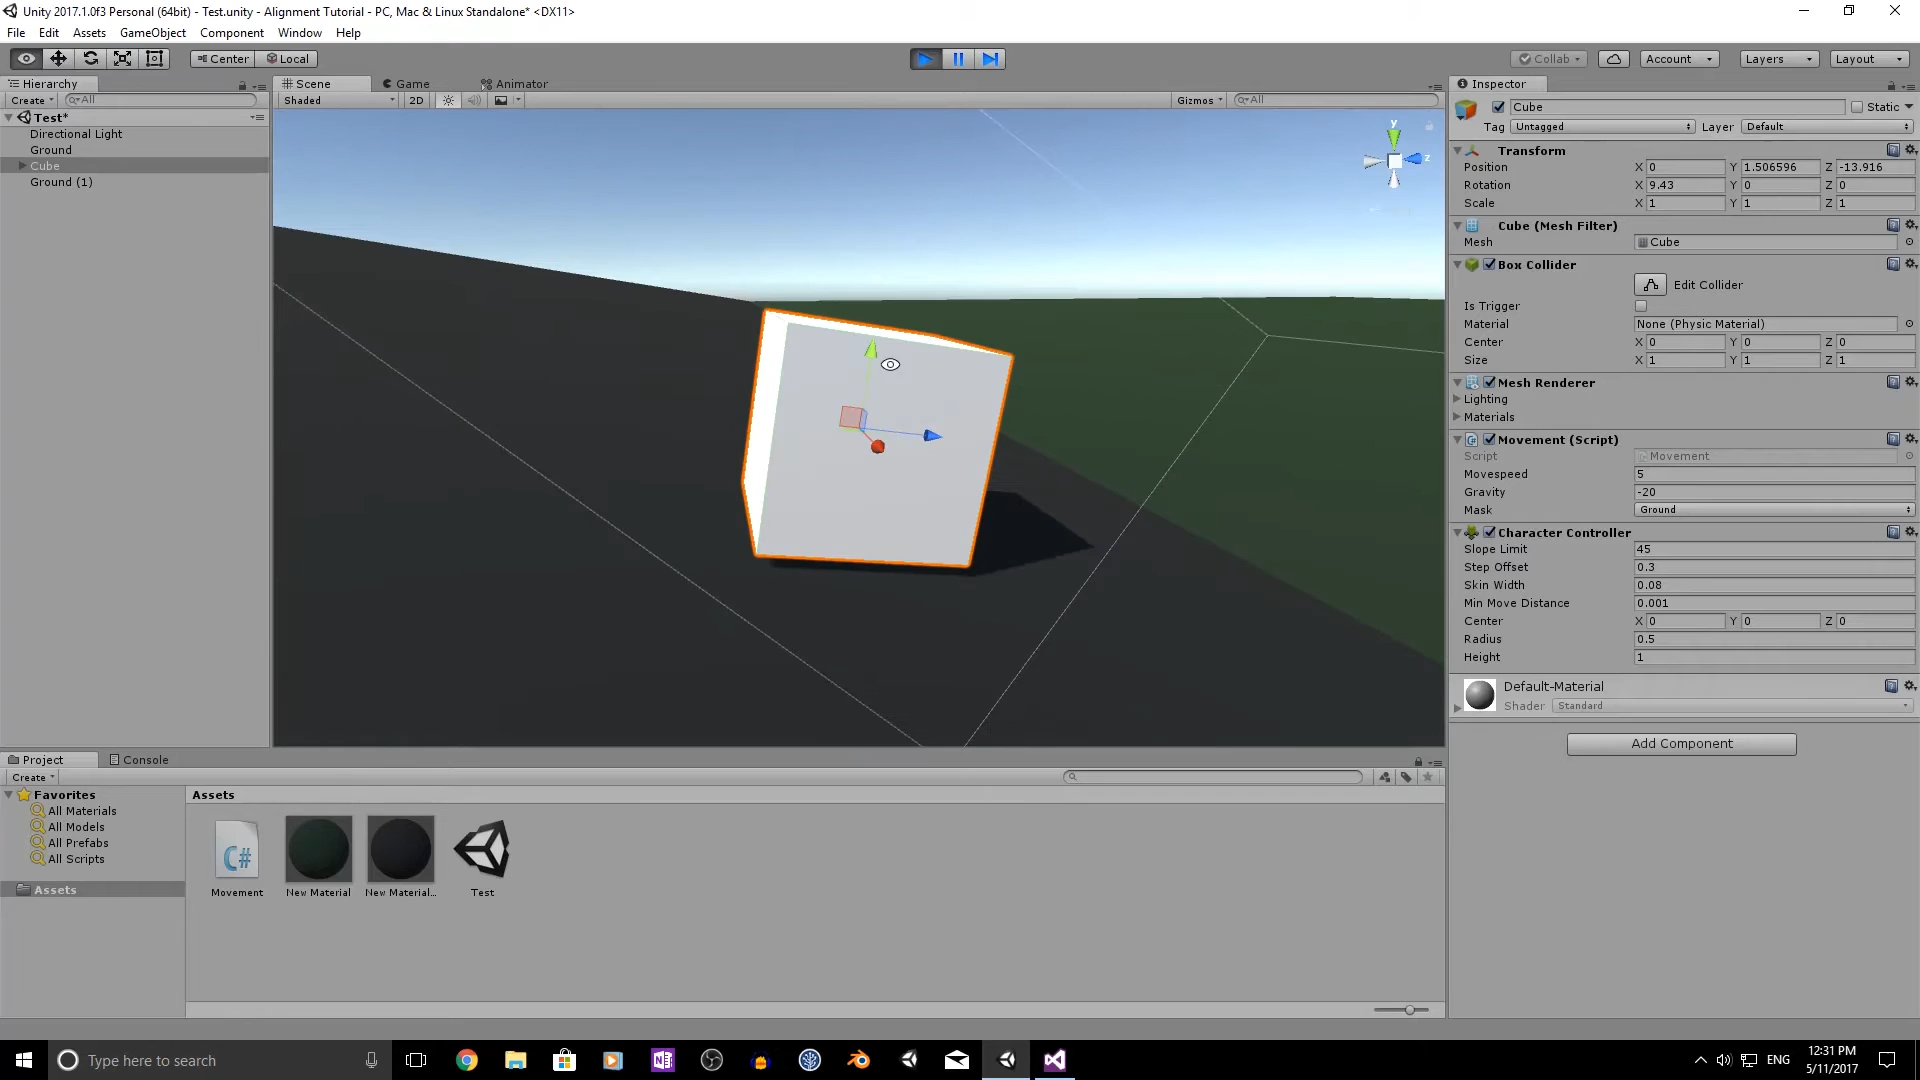 Unity 2017.1.0f3 Personal (64bit) - Test.unity - Alignment Tutorial - PC, Mac & Linux Standalone* <DX11>
File Edit Assets GameObject Component Window Help
Center Local Collab Account Layers Layout
Hierarchy
Create All
Test*
Directional Light
Ground
Cube
Ground (1)
Scene Game Animator
Shaded 2D Gizmos All
y
z
Inspector
Cube Static
Tag Untagged Layer Default
Transform
Position X 0 Y 1.506596 Z -13.916
Rotation X 9.43 Y 0 Z 0
Scale X 1 Y 1 Z 1
Cube (Mesh Filter)
Mesh Cube
Box Collider
Edit Collider
Is Trigger
Material None (Physic Material)
Center X 0 Y 0 Z 0
Size X 1 Y 1 Z 1
Mesh Renderer
Lighting
Materials
Movement (Script)
Script Movement
Movespeed 5
Gravity -20
Mask Ground
Character Controller
Slope Limit 45
Step Offset 0.3
Skin Width 0.08
Min Move Distance 0.001
Center X 0 Y 0 Z 0
Radius 0.5
Height 1
Default-Material
Shader Standard
Add Component
Project Console
Create
Favorites
All Materials
All Models
All Prefabs
All Scripts
Assets
Assets
C#
Movement New Material New Material... Test
Type here to search
ENG
12:31 PM
5/11/2017